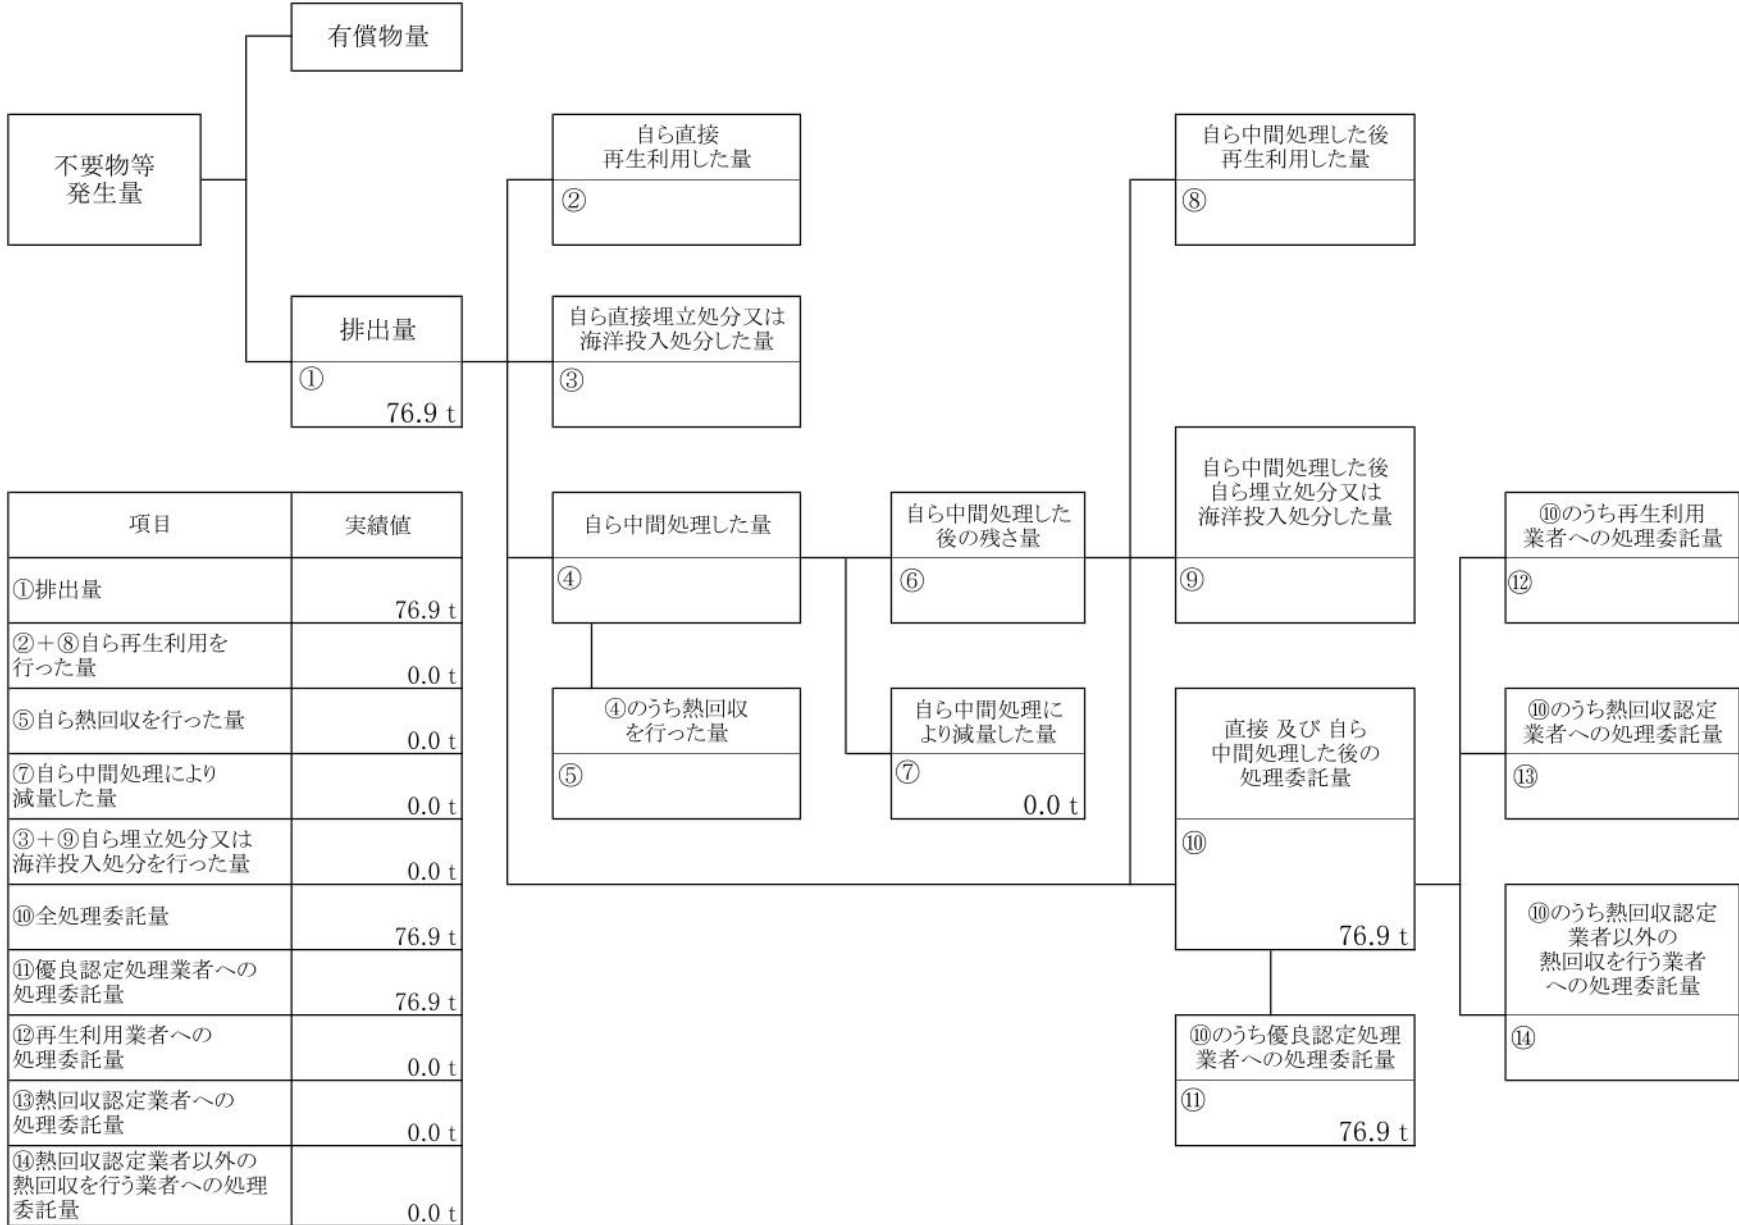 有償物量
不要物等
発生量
自ら直接
再生利用した量
②
自ら中間処理した後
再生利用した量
⑧
排出量
①
76.9 t
自ら直接埋立処分又は
海洋投入処分した量
③
自ら中間処理した量
④
自ら中間処理した
後の残さ量
⑥
自ら中間処理した後
自ら埋立処分又は
海洋投入処分した量
⑨
⑩のうち再生利用
業者への処理委託量
⑫
④のうち熱回収
を行った量
⑤
自ら中間処理に
より減量した量
⑦
0.0 t
直接 及び 自ら
中間処理した後の
処理委託量
⑩
76.9 t
⑩のうち熱回収認定
業者への処理委託量
⑬
⑩のうち熱回収認定
業者以外の
熱回収を行う業者
への処理委託量
⑭
⑩のうち優良認定処理
業者への処理委託量
⑪
76.9 t
項目 実績値
①排出量
76.9 t
②+⑧自ら再生利用を
行った量
0.0 t
⑤自ら熱回収を行った量
0.0 t
⑦自ら中間処理により
減量した量
0.0 t
③+⑨自ら埋立処分又は
海洋投入処分を行った量
0.0 t
⑩全処理委託量
76.9 t
⑪優良認定処理業者への
処理委託量
76.9 t
⑫再生利用業者への
処理委託量
0.0 t
⑬熱回収認定業者への
処理委託量
0.0 t
⑭熱回収認定業者以外の
熱回収を行う業者への処理
委託量
0.0 t